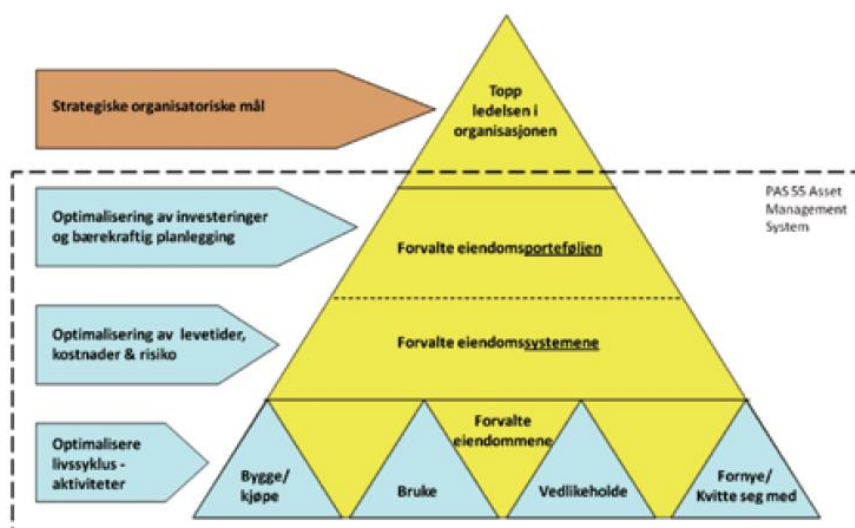 Strategiske organisatoriske mål
Topp
ledelsen i
organisasjonen
PAS 55 Asset
Management
System
Optimalisering av investeringer
og bærekraftig planlegging
Forvalte eiendomsporteføljen
Optimalisering av levetider,
kostnader & risiko
Forvalte eiendomssystemene
Optimalisere
livssyklus -
aktiviteter
Forvalte
eiendommene
Bygge/
kjøpe
Bruke
Vedlikeholde
Fornye/
Kvitte seg med